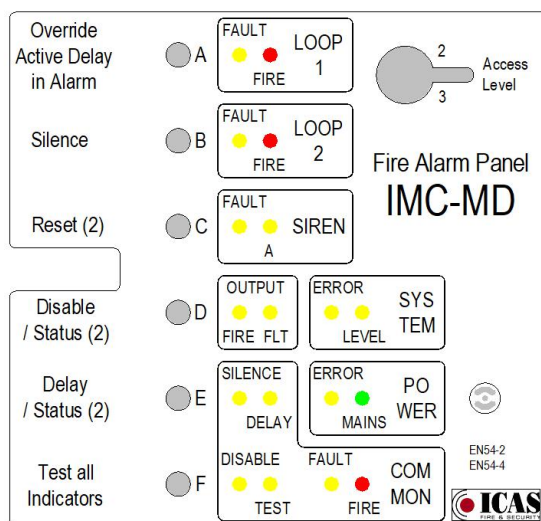 Override
Active Delay
in Alarm
A
FAULT
FIRE
LOOP
1
2
3
Access
Level
Silence
B
FAULT
FIRE
LOOP
2
Fire Alarm Panel
IMC-MD
Reset (2)
C
FAULT
A
SIREN
Disable
/ Status (2)
D
OUTPUT
FIRE FLT
ERROR
LEVEL
SYS
TEM
Delay
/ Status (2)
E
SILENCE
DELAY
ERROR
MAINS
PO
WER
Test all
Indicators
F
DISABLE
TEST
FAULT
FIRE
COM
MON
EN54-2
EN54-4
ICAS
FIRE & SECURITY